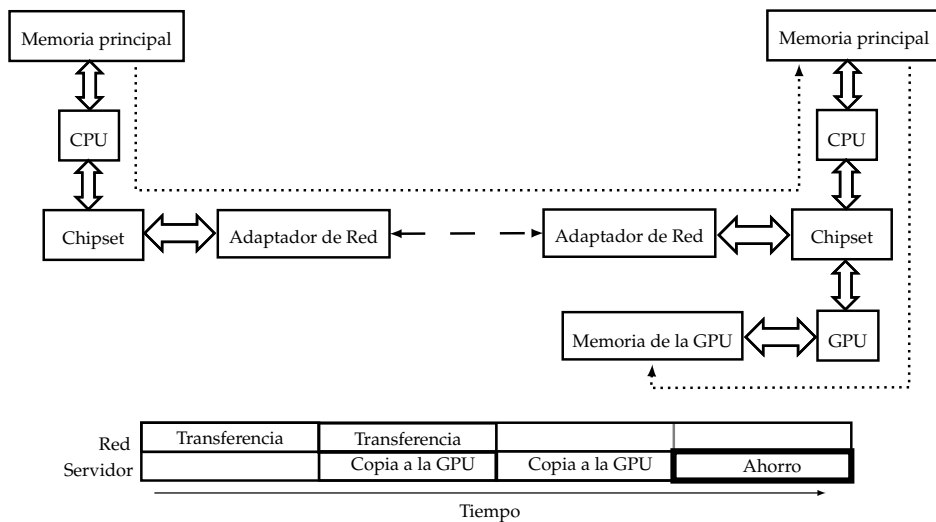 Memoria principal
Memoria principal
CPU
CPU
Chipset
Adaptador de Red
Adaptador de Red
Chipset
Memoria de la GPU
GPU
Red
Transferencia
Transferencia
Servidor
Copia a la GPU
Copia a la GPU
Ahorro
Tiempo